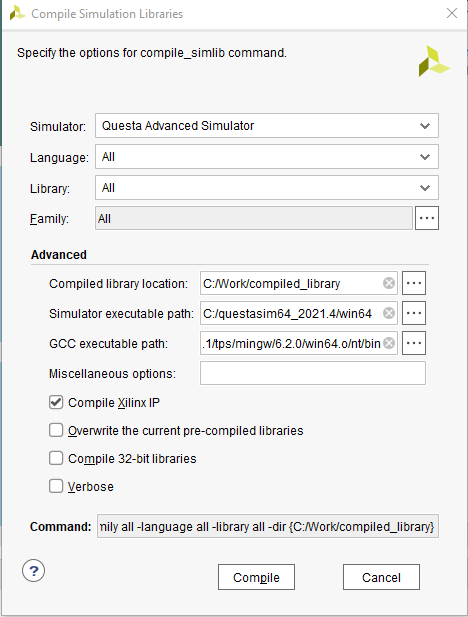 Compile Simulation Libraries
Specify the options for compile_simlib command.
Simulator: Questa Advanced Simulator
Language: All
Library: All
Family: All ...
Advanced
Compiled library location: C:/Work/compiled_library ...
Simulator executable path: C:/questasim64_2021.4/win64 ...
GCC executable path: .1/tps/mingw/6.2.0/win64.o/nt/bin ...
Miscellaneous options:
Compile Xilinx IP
Overwrite the current pre-compiled libraries
Compile 32-bit libraries
Verbose
Command: mily all -language all -library all -dir {C:/Work/compiled_library}
?
Compile Cancel